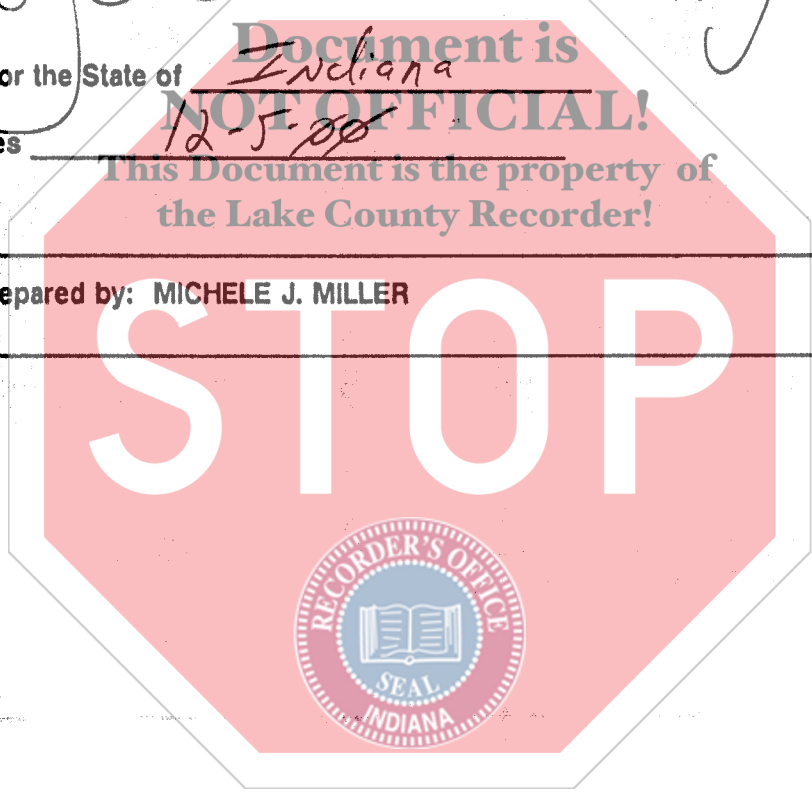 Document is
or the State of Indiana
NOT OFFICIAL!
es 12-5-00
This Document is the property of
the Lake County Recorder!
epared by: MICHELE J. MILLER
STOP
RECORDER'S OFFICE
SEAL
INDIANA